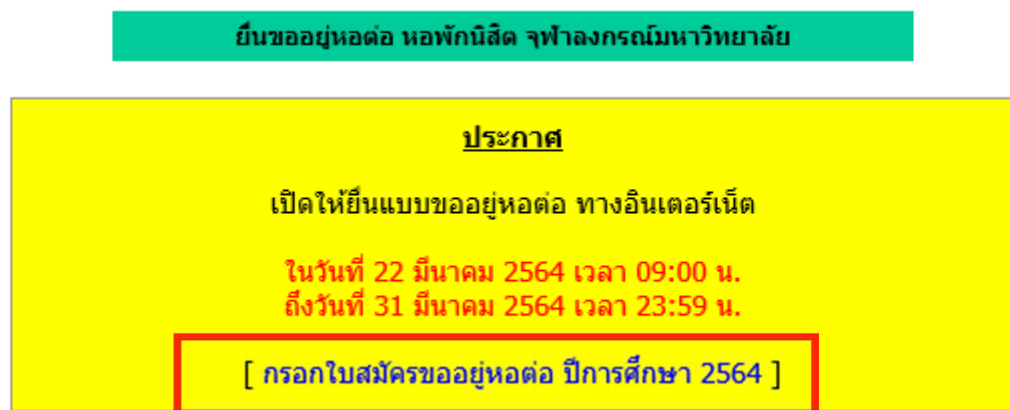 ยื่นขออยู่หอต่อ หอพักนิสิต จุฬาลงกรณ์มหาวิทยาลัย
ประกาศ
เปิดให้ยื่นแบบขออยู่หอต่อ ทางอินเตอร์เน็ต
ในวันที่ 22 มีนาคม 2564 เวลา 09:00 น.
ถึงวันที่ 31 มีนาคม 2564 เวลา 23:59 น.
[ กรอกใบสมัครขออยู่หอต่อ ปีการศึกษา 2564 ]